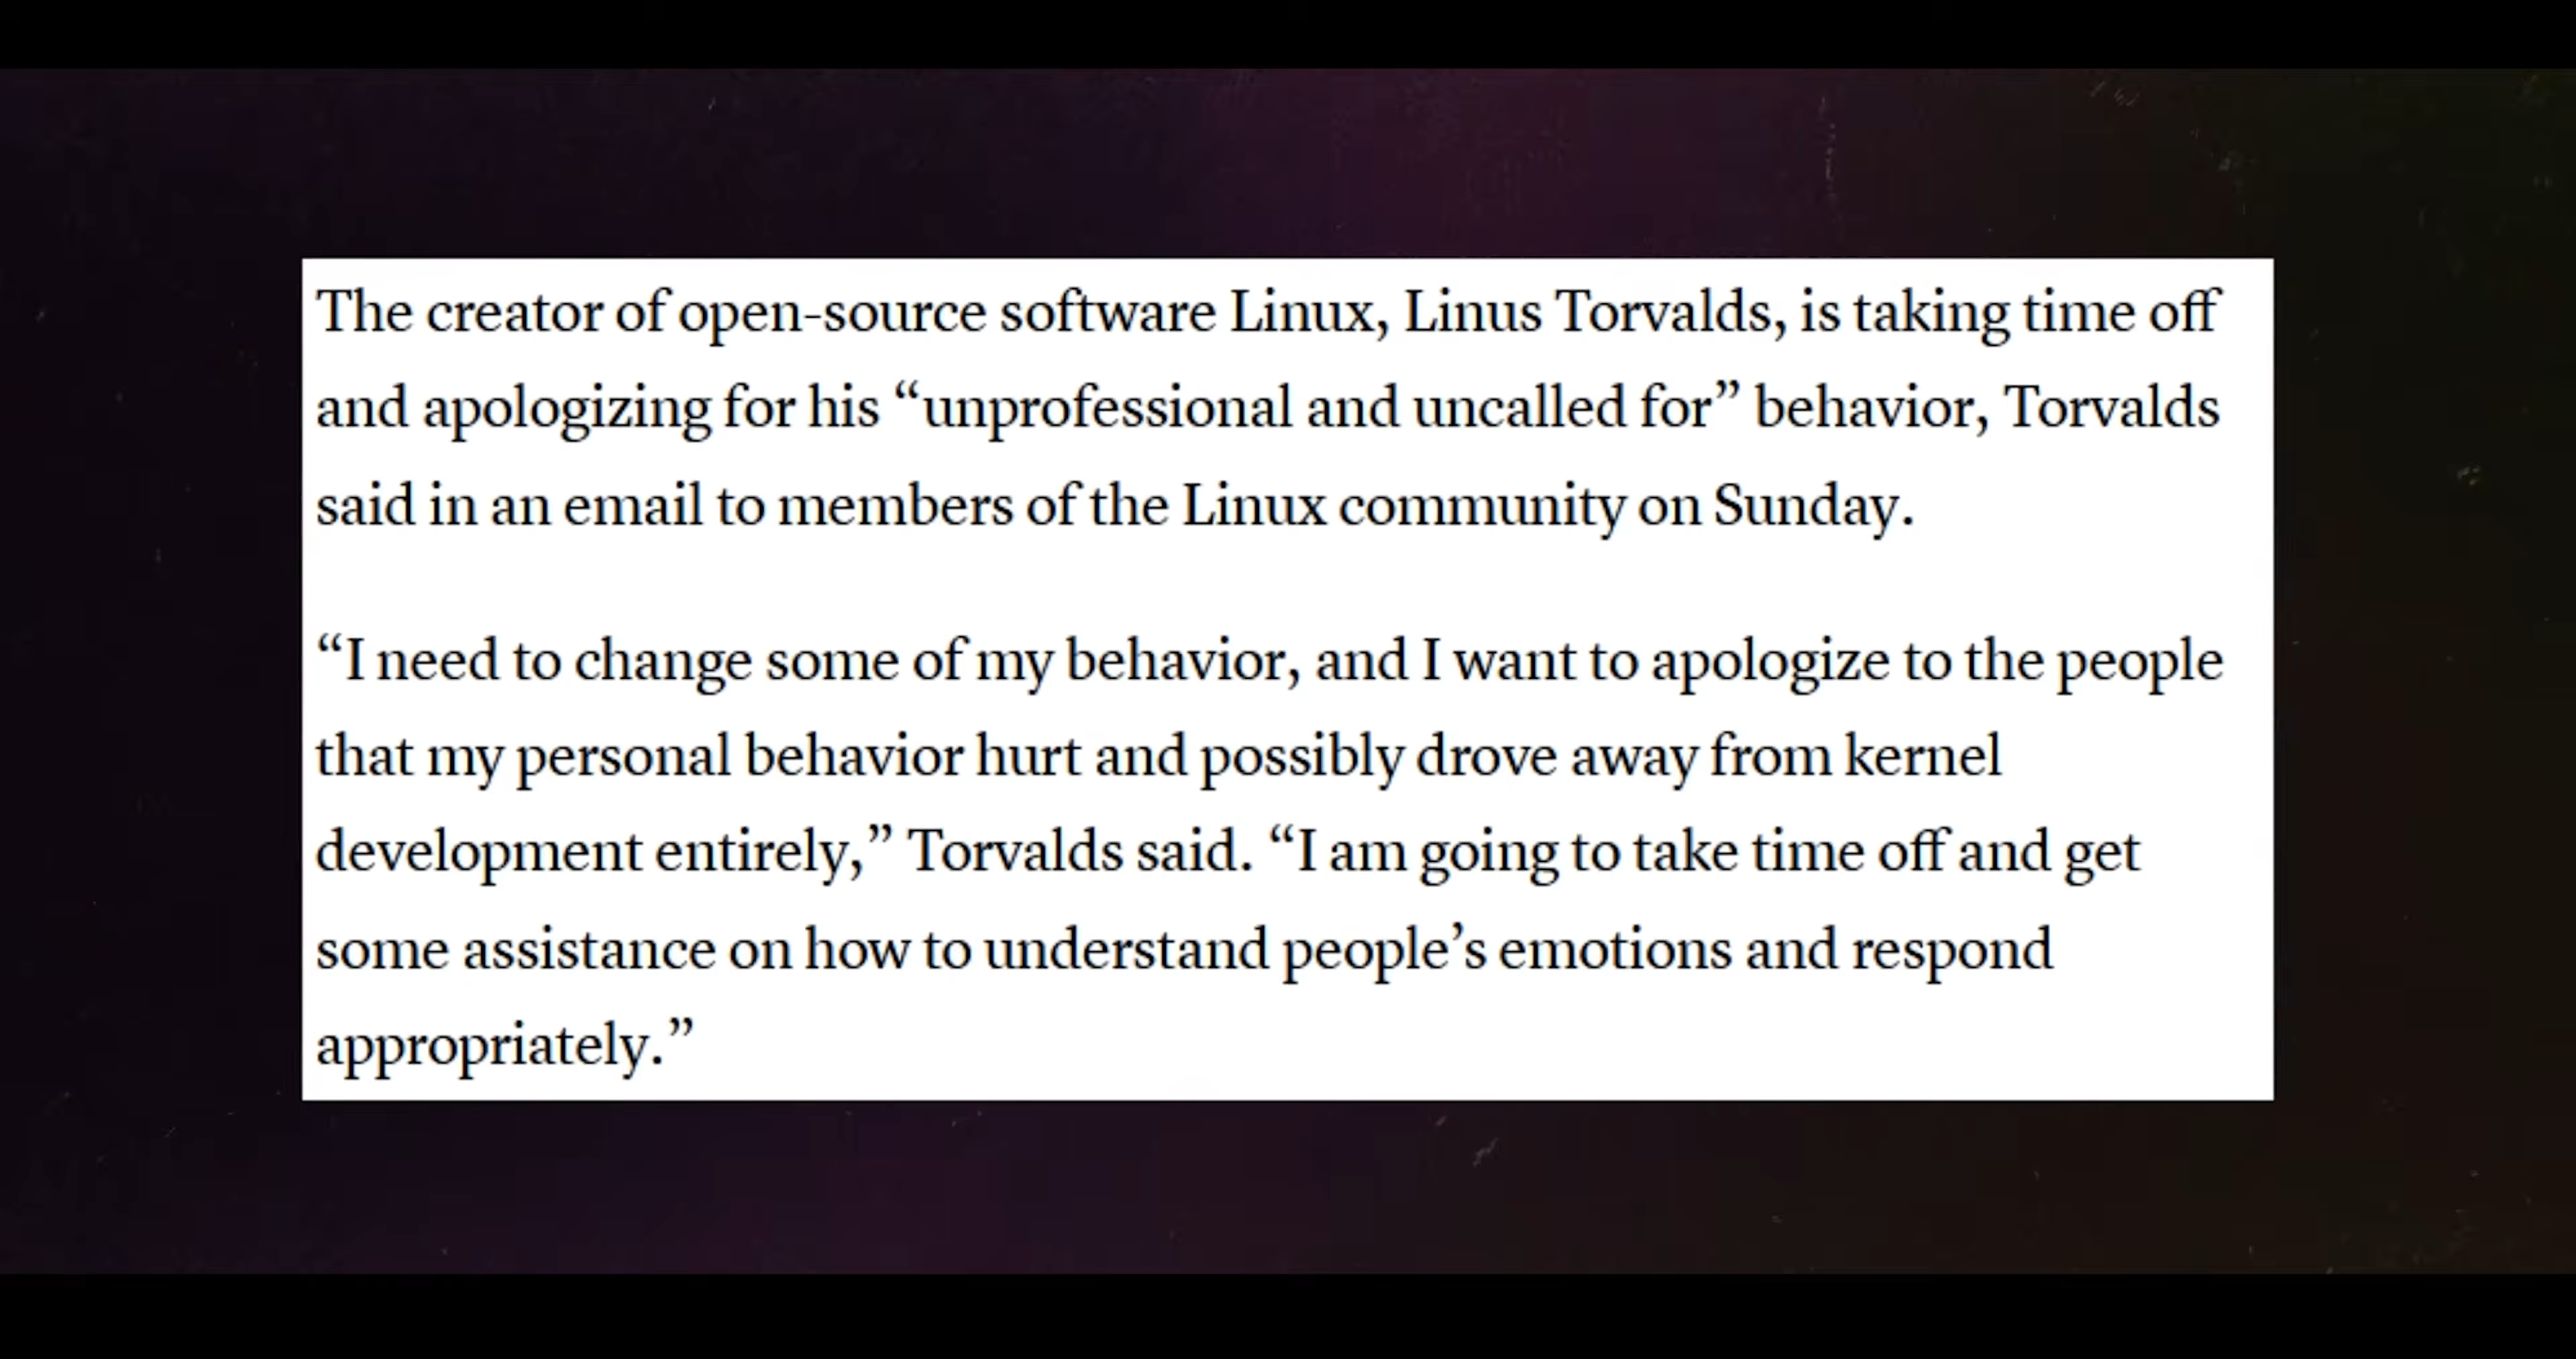 The creator of open-source software Linux, Linus Torvalds, is taking time off
and apologizing for his “unprofessional and uncalled for” behavior, Torvalds
said in an email to members of the Linux community on Sunday.
“I need to change some of my behavior, and I want to apologize to the people
that my personal behavior hurt and possibly drove away from kernel
development entirely,” Torvalds said. “I am going to take time off and get
some assistance on how to understand people’s emotions and respond
appropriately.”